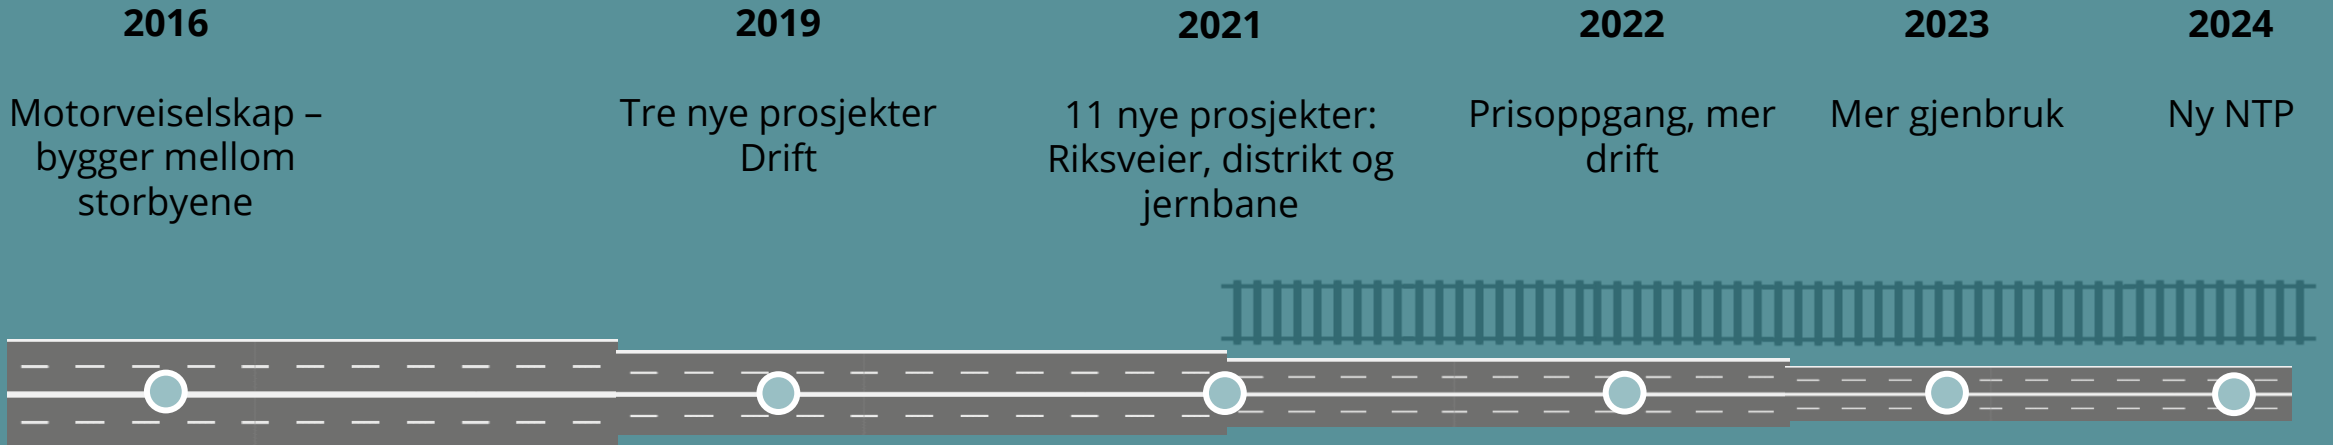 2016
Motorveiselskap –
bygger mellom
storbyene
2019
Tre nye prosjekter
Drift
2021
11 nye prosjekter:
Riksveier, distrikt og
jernbane
2022
Prisoppgang, mer
drift
2023
Mer gjenbruk
2024
Ny NTP